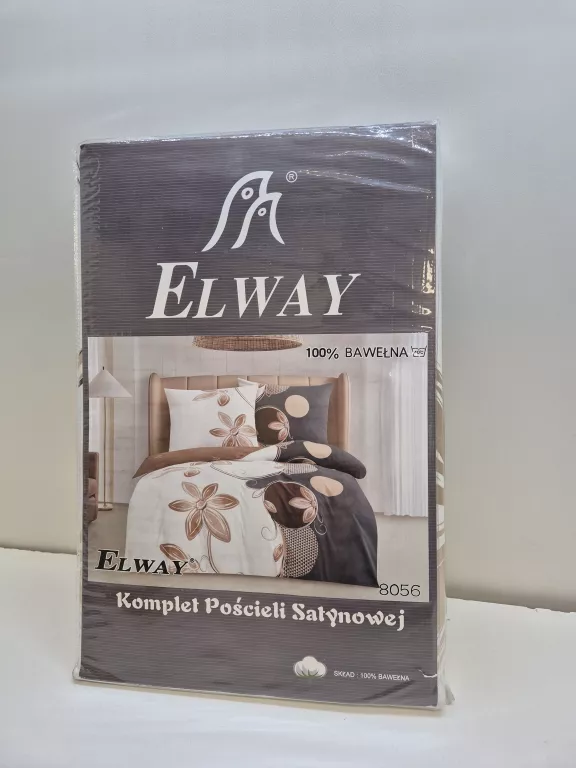 ®
ELWAY
100% BAWEŁNA
ELWAY®
8056
Komplet Pościeli Satynowej
SKŁAD : 100% BAWEŁNA